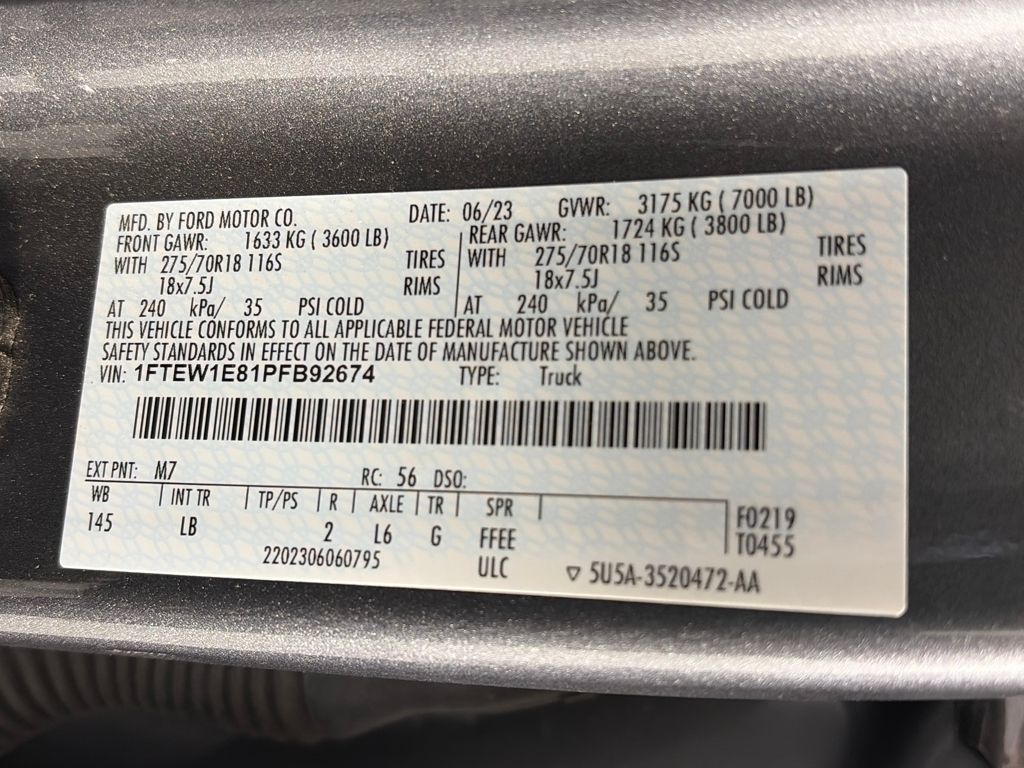 MFD. BY FORD MOTOR CO. DATE: 06/23 GVWR: 3175 KG ( 7000 LB)
FRONT GAWR: 1633 KG ( 3600 LB) REAR GAWR: 1724 KG ( 3800 LB)
WITH 275/70R18 116S TIRES WITH 275/70R18 116S TIRES
18x7.5J RIMS 18x7.5J RIMS
AT 240 kPa/ 35 PSI COLD AT 240 kPa/ 35 PSI COLD
THIS VEHICLE CONFORMS TO ALL APPLICABLE FEDERAL MOTOR VEHICLE
SAFETY STANDARDS IN EFFECT ON THE DATE OF MANUFACTURE SHOWN ABOVE.
VIN: 1FTEW1E81PFB92674 TYPE: Truck
EXT PNT: M7 RC: 56 DSO:
WB INT TR TP/PS R AXLE TR SPR F0219
145 LB 2 L6 G FFEE T0455
2202306060795 ULC ▽ 5U5A-3520472-AA